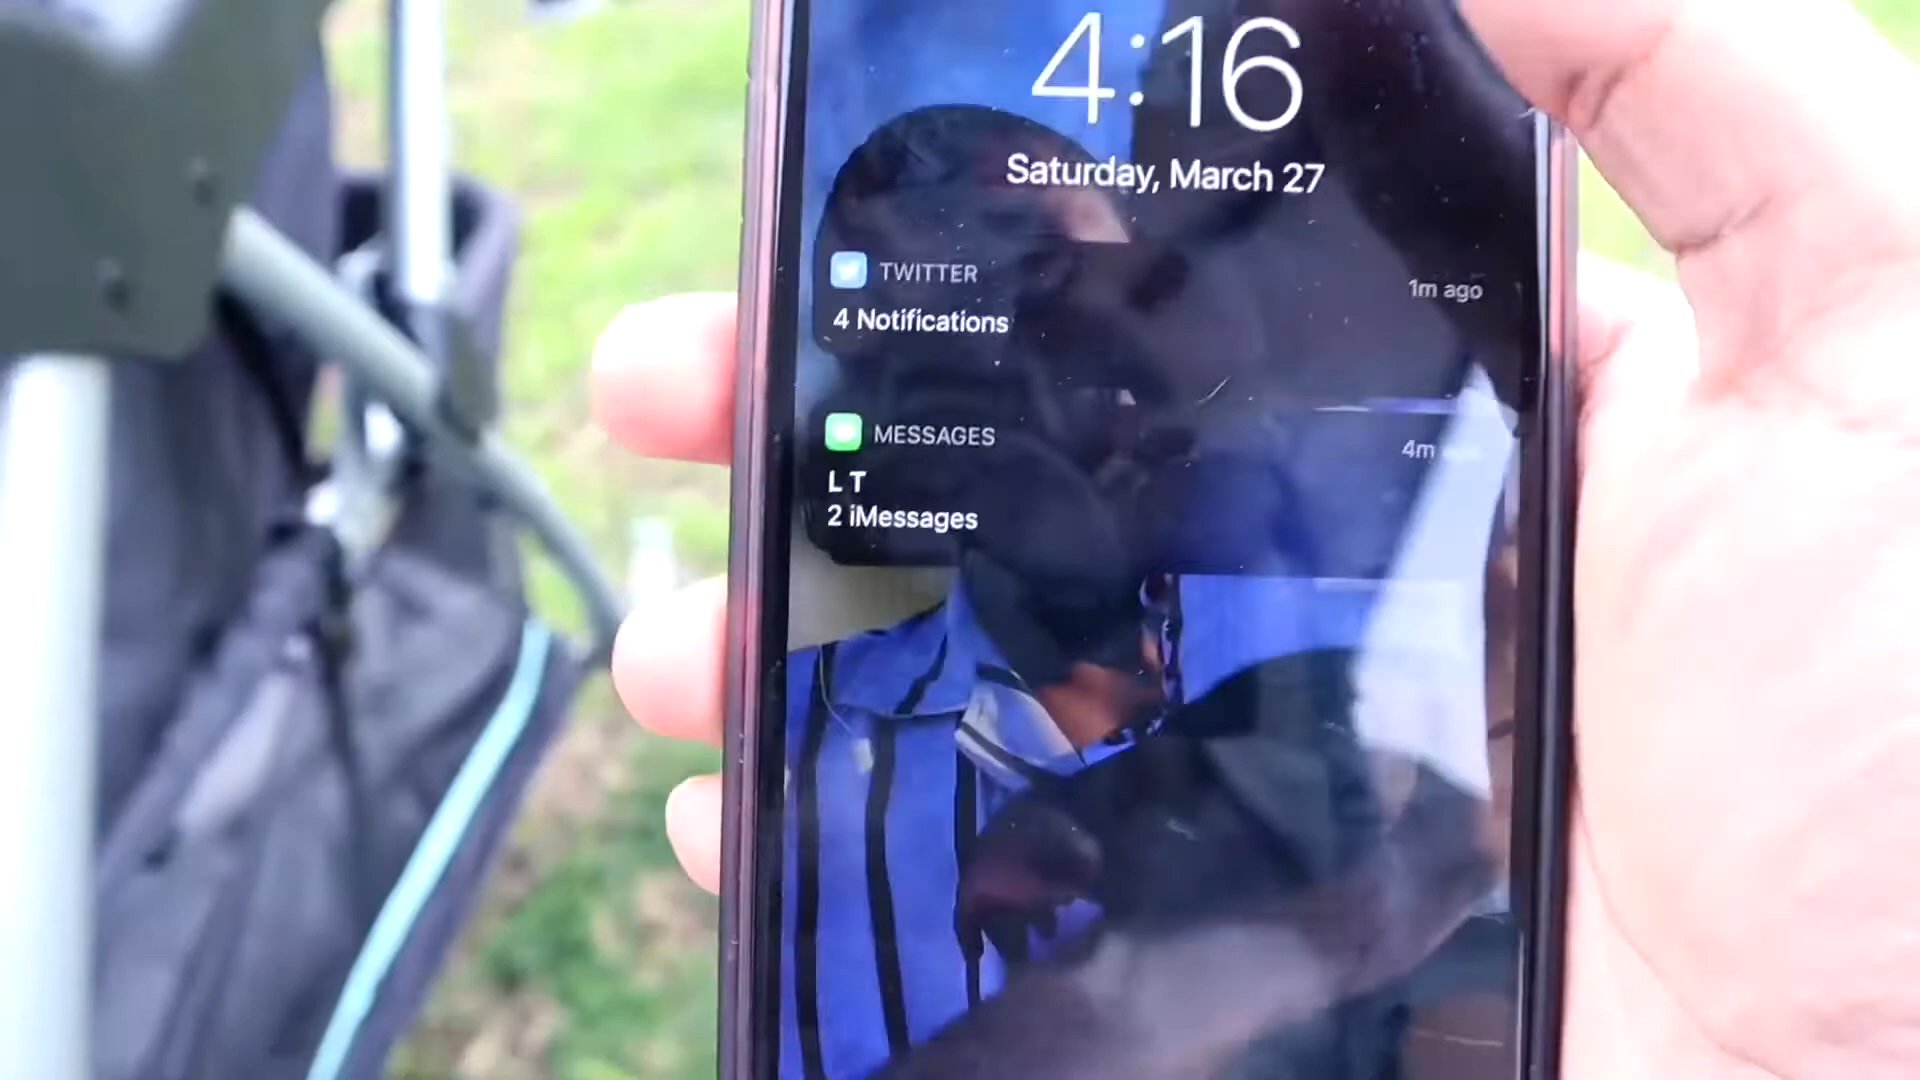 4:16
Saturday, March 27
TWITTER
1m ago
4 Notifications
MESSAGES
4m
L T
2 iMessages